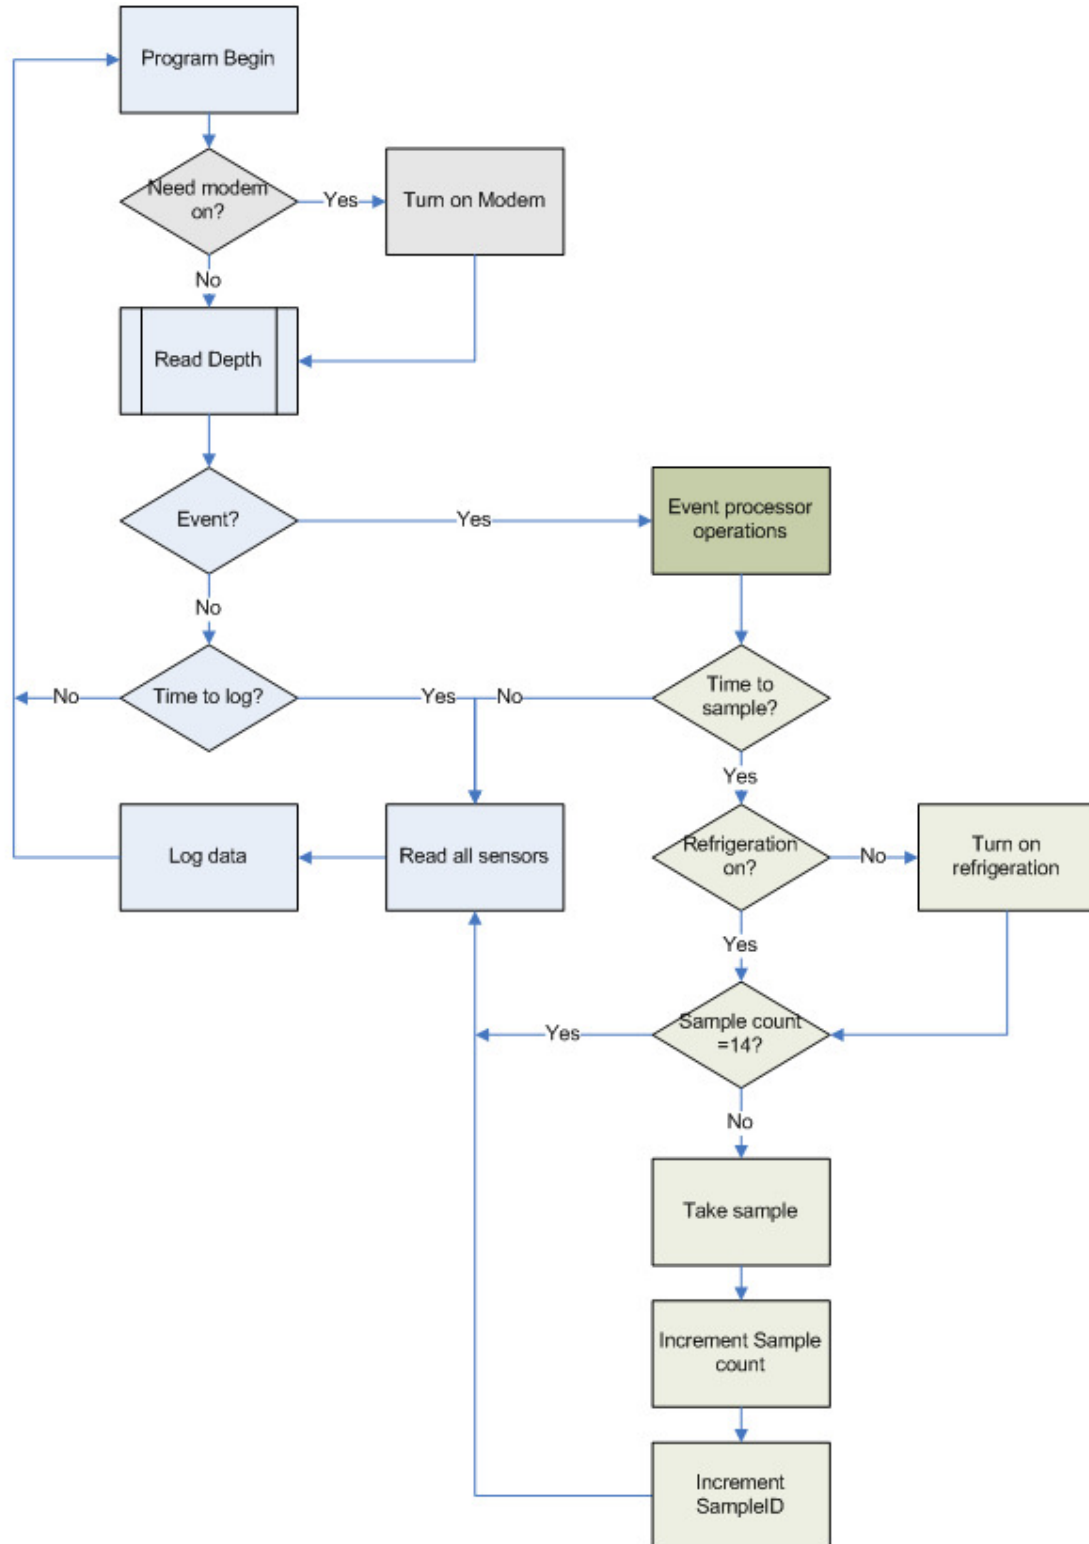 Program Begin
Need modem
on?
Yes
Turn on Modem
No
Read Depth
Event?
Yes
Event processor
operations
No
No
Time to log?
Yes
No
Time to
sample?
Yes
Log data
Read all sensors
Refrigeration
on?
No
Turn on
refrigeration
Yes
Yes
Sample count
=14?
No
Take sample
Increment Sample
count
Increment
SampleID